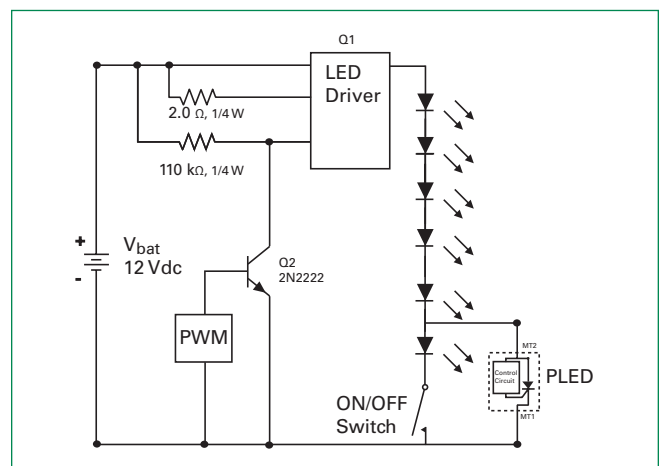 Q1
LED
Driver
2.0 Ω, 1/4 W
110 kΩ, 1/4 W
+
Vbat
12 Vdc
-
Q2
2N2222
PWM
MT2
Control
Circuit
PLED
MT1
ON/OFF
Switch